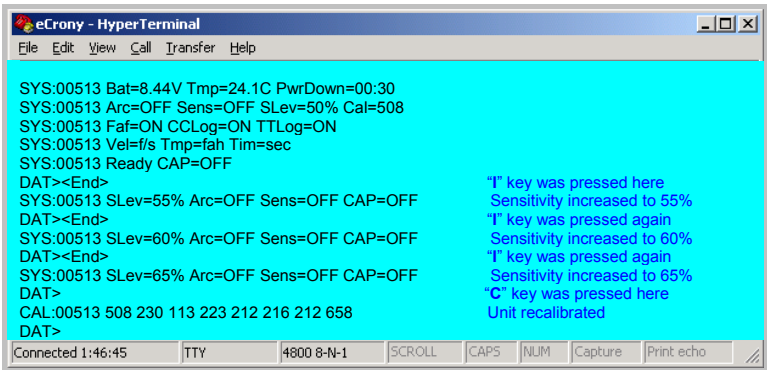 eCrony - HyperTerminal
File Edit View Call Transfer Help
SYS:00513 Bat=8.44V Tmp=24.1C PwrDown=00:30
SYS:00513 Arc=OFF Sens=OFF SLev=50% Cal=508
SYS:00513 Faf=ON CCLog=ON TTLog=ON
SYS:00513 Vel=f/s Tmp=fah Tim=sec
SYS:00513 Ready CAP=OFF
DAT><End> "I" key was pressed here
SYS:00513 SLev=55% Arc=OFF Sens=OFF CAP=OFF Sensitivity increased to 55%
DAT><End> "I" key was pressed again
SYS:00513 SLev=60% Arc=OFF Sens=OFF CAP=OFF Sensitivity increased to 60%
DAT><End> "I" key was pressed again
SYS:00513 SLev=65% Arc=OFF Sens=OFF CAP=OFF Sensitivity increased to 65%
DAT> "C" key was pressed here
CAL:00513 508 230 113 223 212 216 212 658 Unit recalibrated
DAT>
Connected 1:46:45 TTY 4800 8-N-1 SCROLL CAPS NUM Capture Print echo